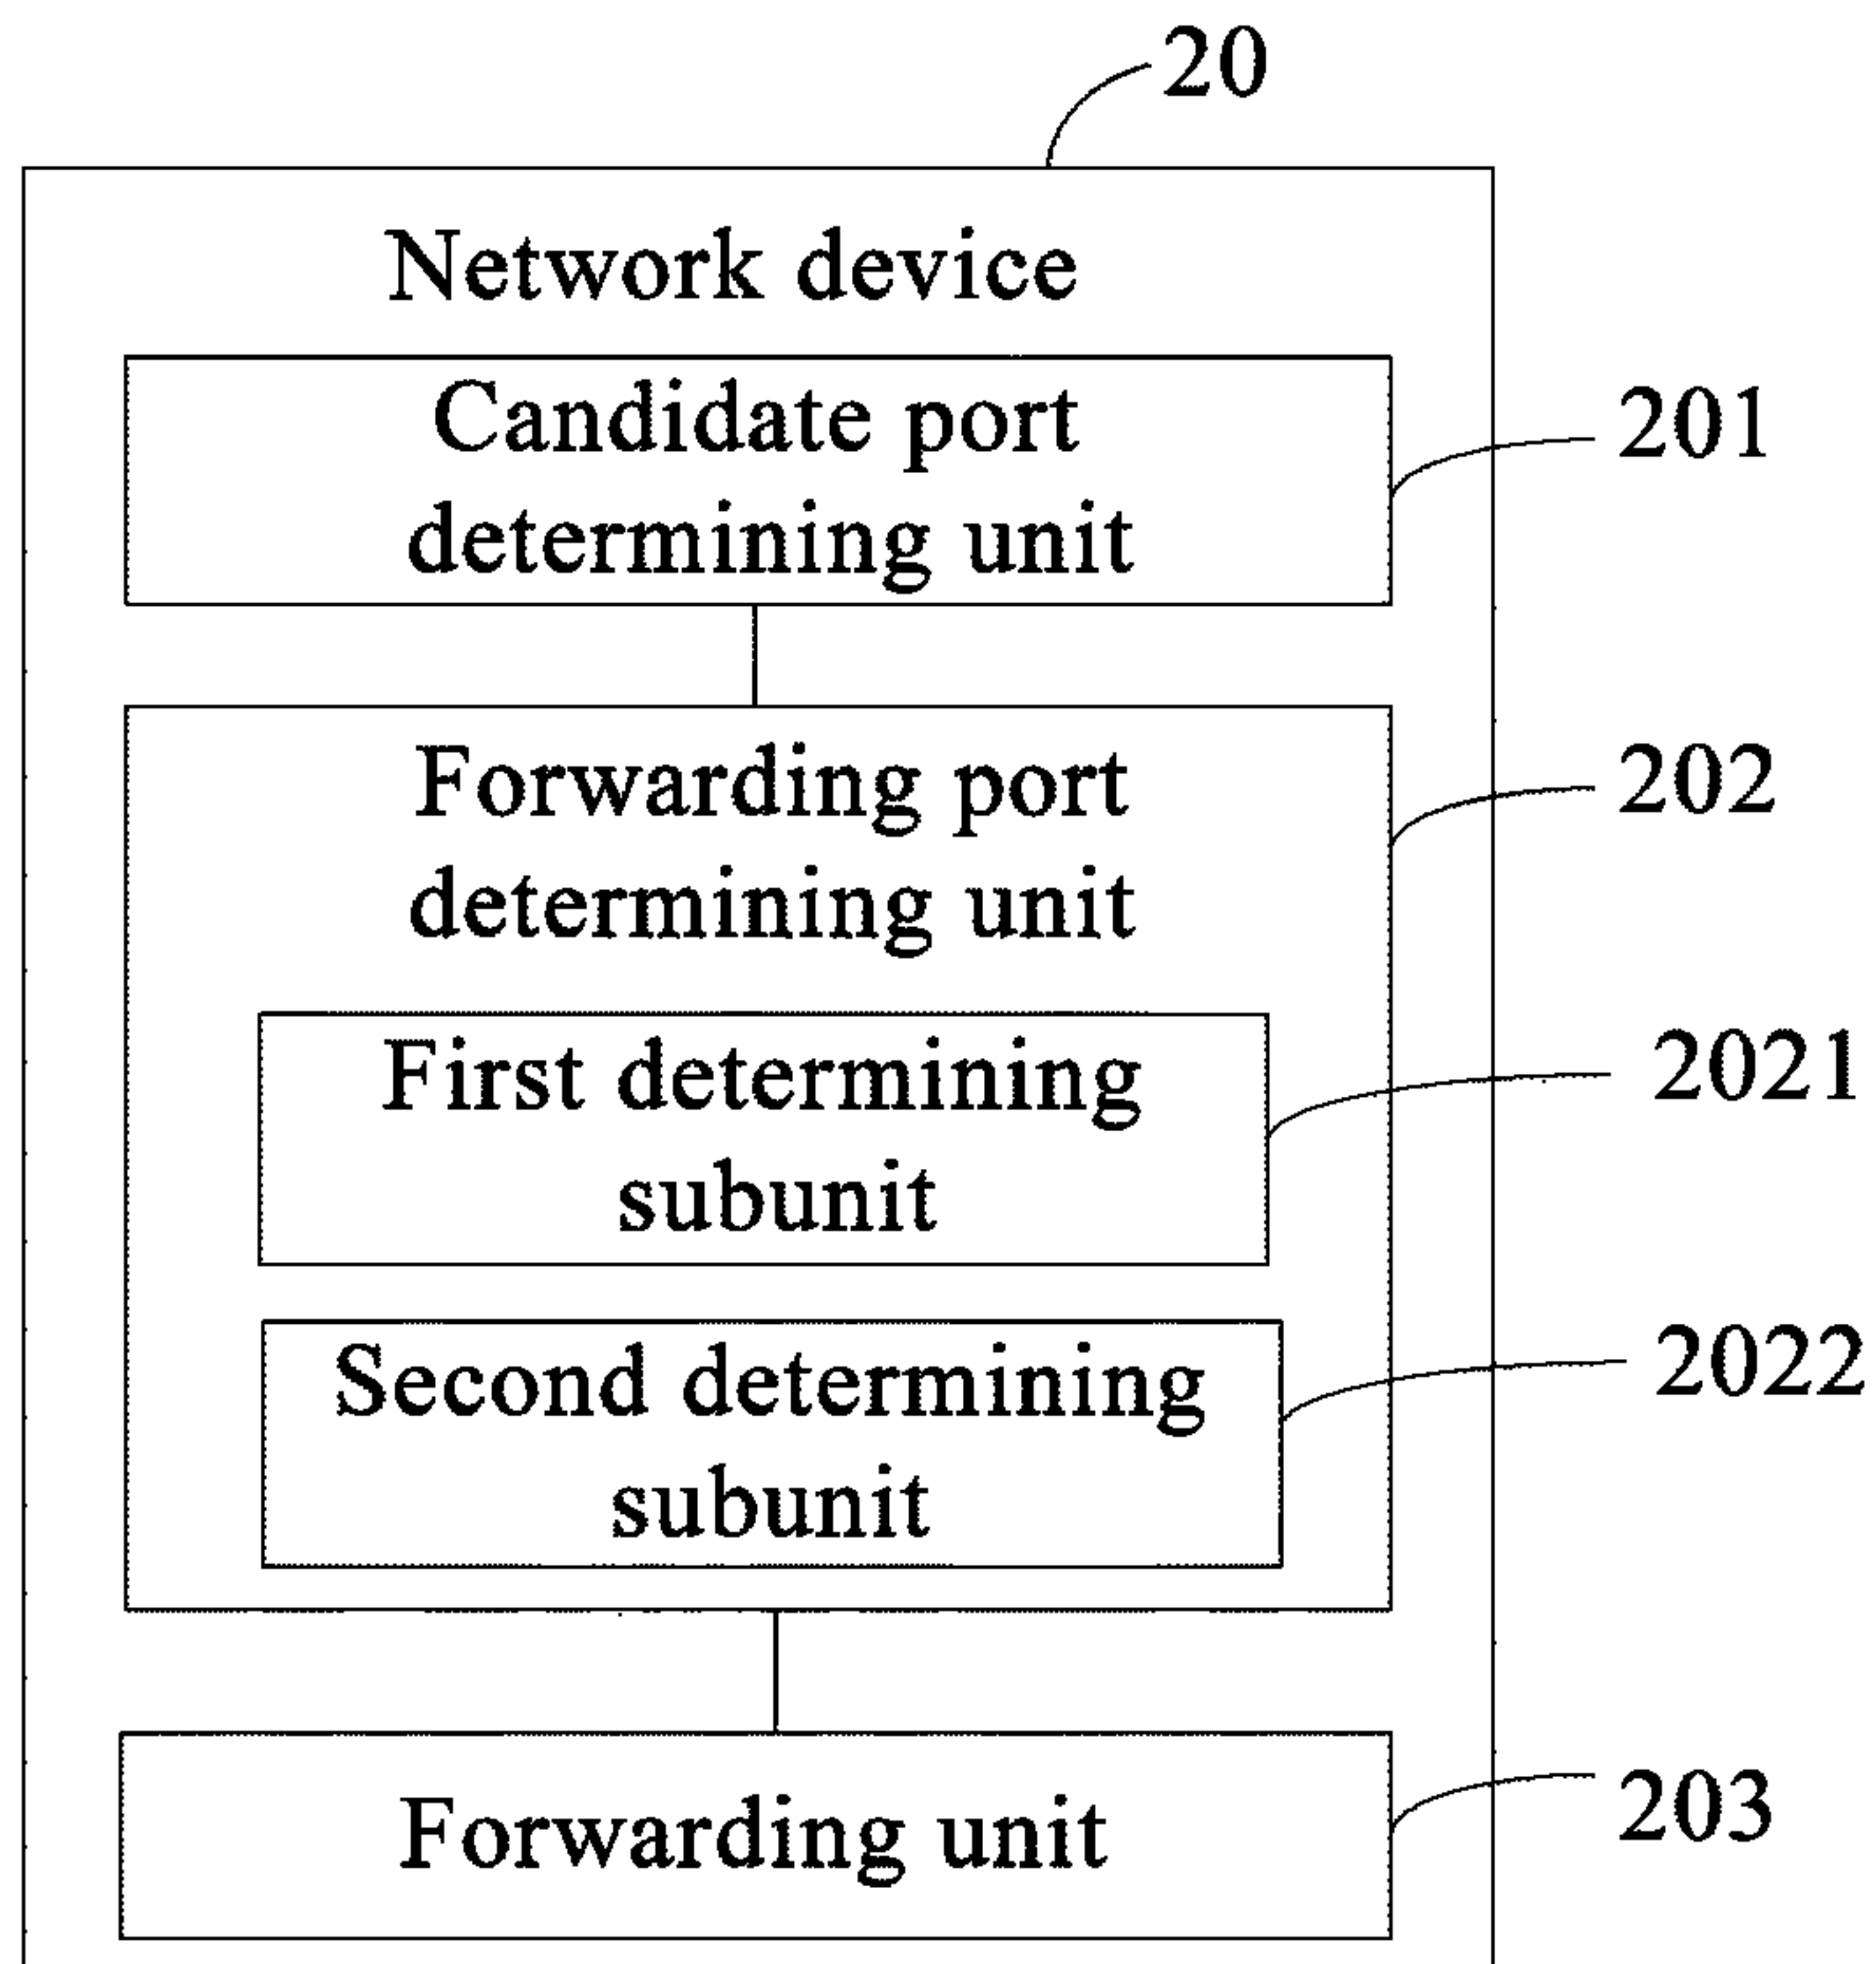 20
Network device
Candidate port
determining unit
201
Forwarding port
determining unit
202
First determining
subunit
2021
Second determining
subunit
2022
Forwarding unit
203